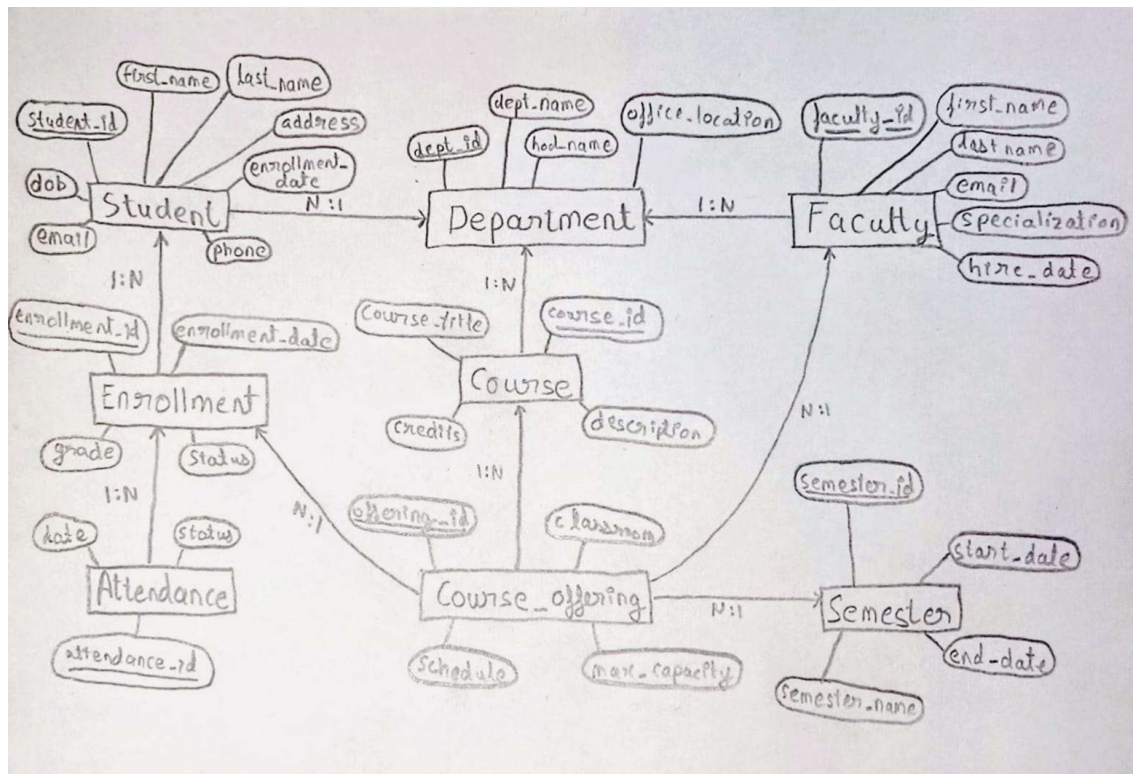 first_name
last_name
student_id
address
dob
enrollment_
date
Student
email
phone
N:1
dept_name
office_location
dept_id
hod_name
Department
1:N
faculty_id
first_name
last name
email
Faculty
specialization
hire_date
1:N
enrollment_id
enrollment_date
Enrollment
grade
status
1:N
course_title
course_id
Course
credits
description
1:N
N:1
1:N
date
status
Attendance
attendance_id
N:1
1:N
offering_id
classroom
Course_offering
schedule
max_capacity
N:1
semester_id
start_date
Semester
end_date
semester_name